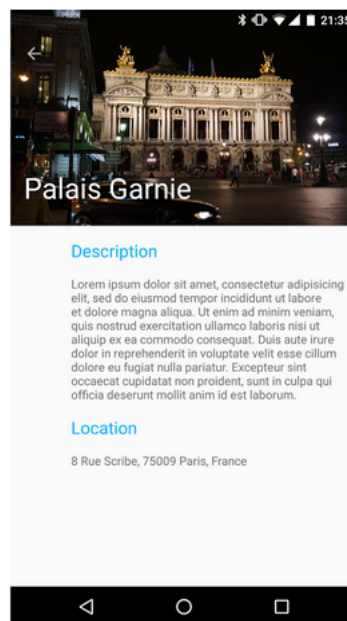 21:35
Palais Garnie
Description
Lorem ipsum dolor sit amet, consectetur adipisicing
elit, sed do eiusmod tempor incididunt ut labore
et dolore magna aliqua. Ut enim ad minim veniam,
quis nostrud exercitation ullamco laboris nisi ut
aliquip ex ea commodo consequat. Duis aute irure
dolor in reprehenderit in voluptate velit esse cillum
dolore eu fugiat nulla pariatur. Excepteur sint
occaecat cupidatat non proident, sunt in culpa qui
officia deserunt mollit anim id est laborum.
Location
8 Rue Scribe, 75009 Paris, France